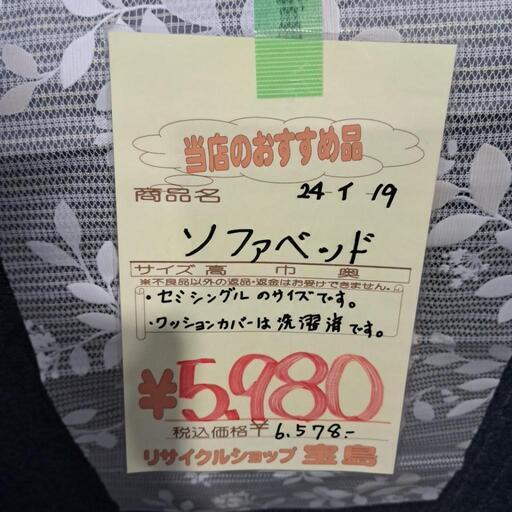 当店のおすすめ品
商品名 24-イ-19
ソファベッド
サイズ 高 巾 奥
※不良品以外の返品・返金はお受けできません。
・セミシングルのサイズです。
・クッションカバーは洗濯済です。
¥5,980
税込価格¥6,578-
リサイクルショップ 宝島